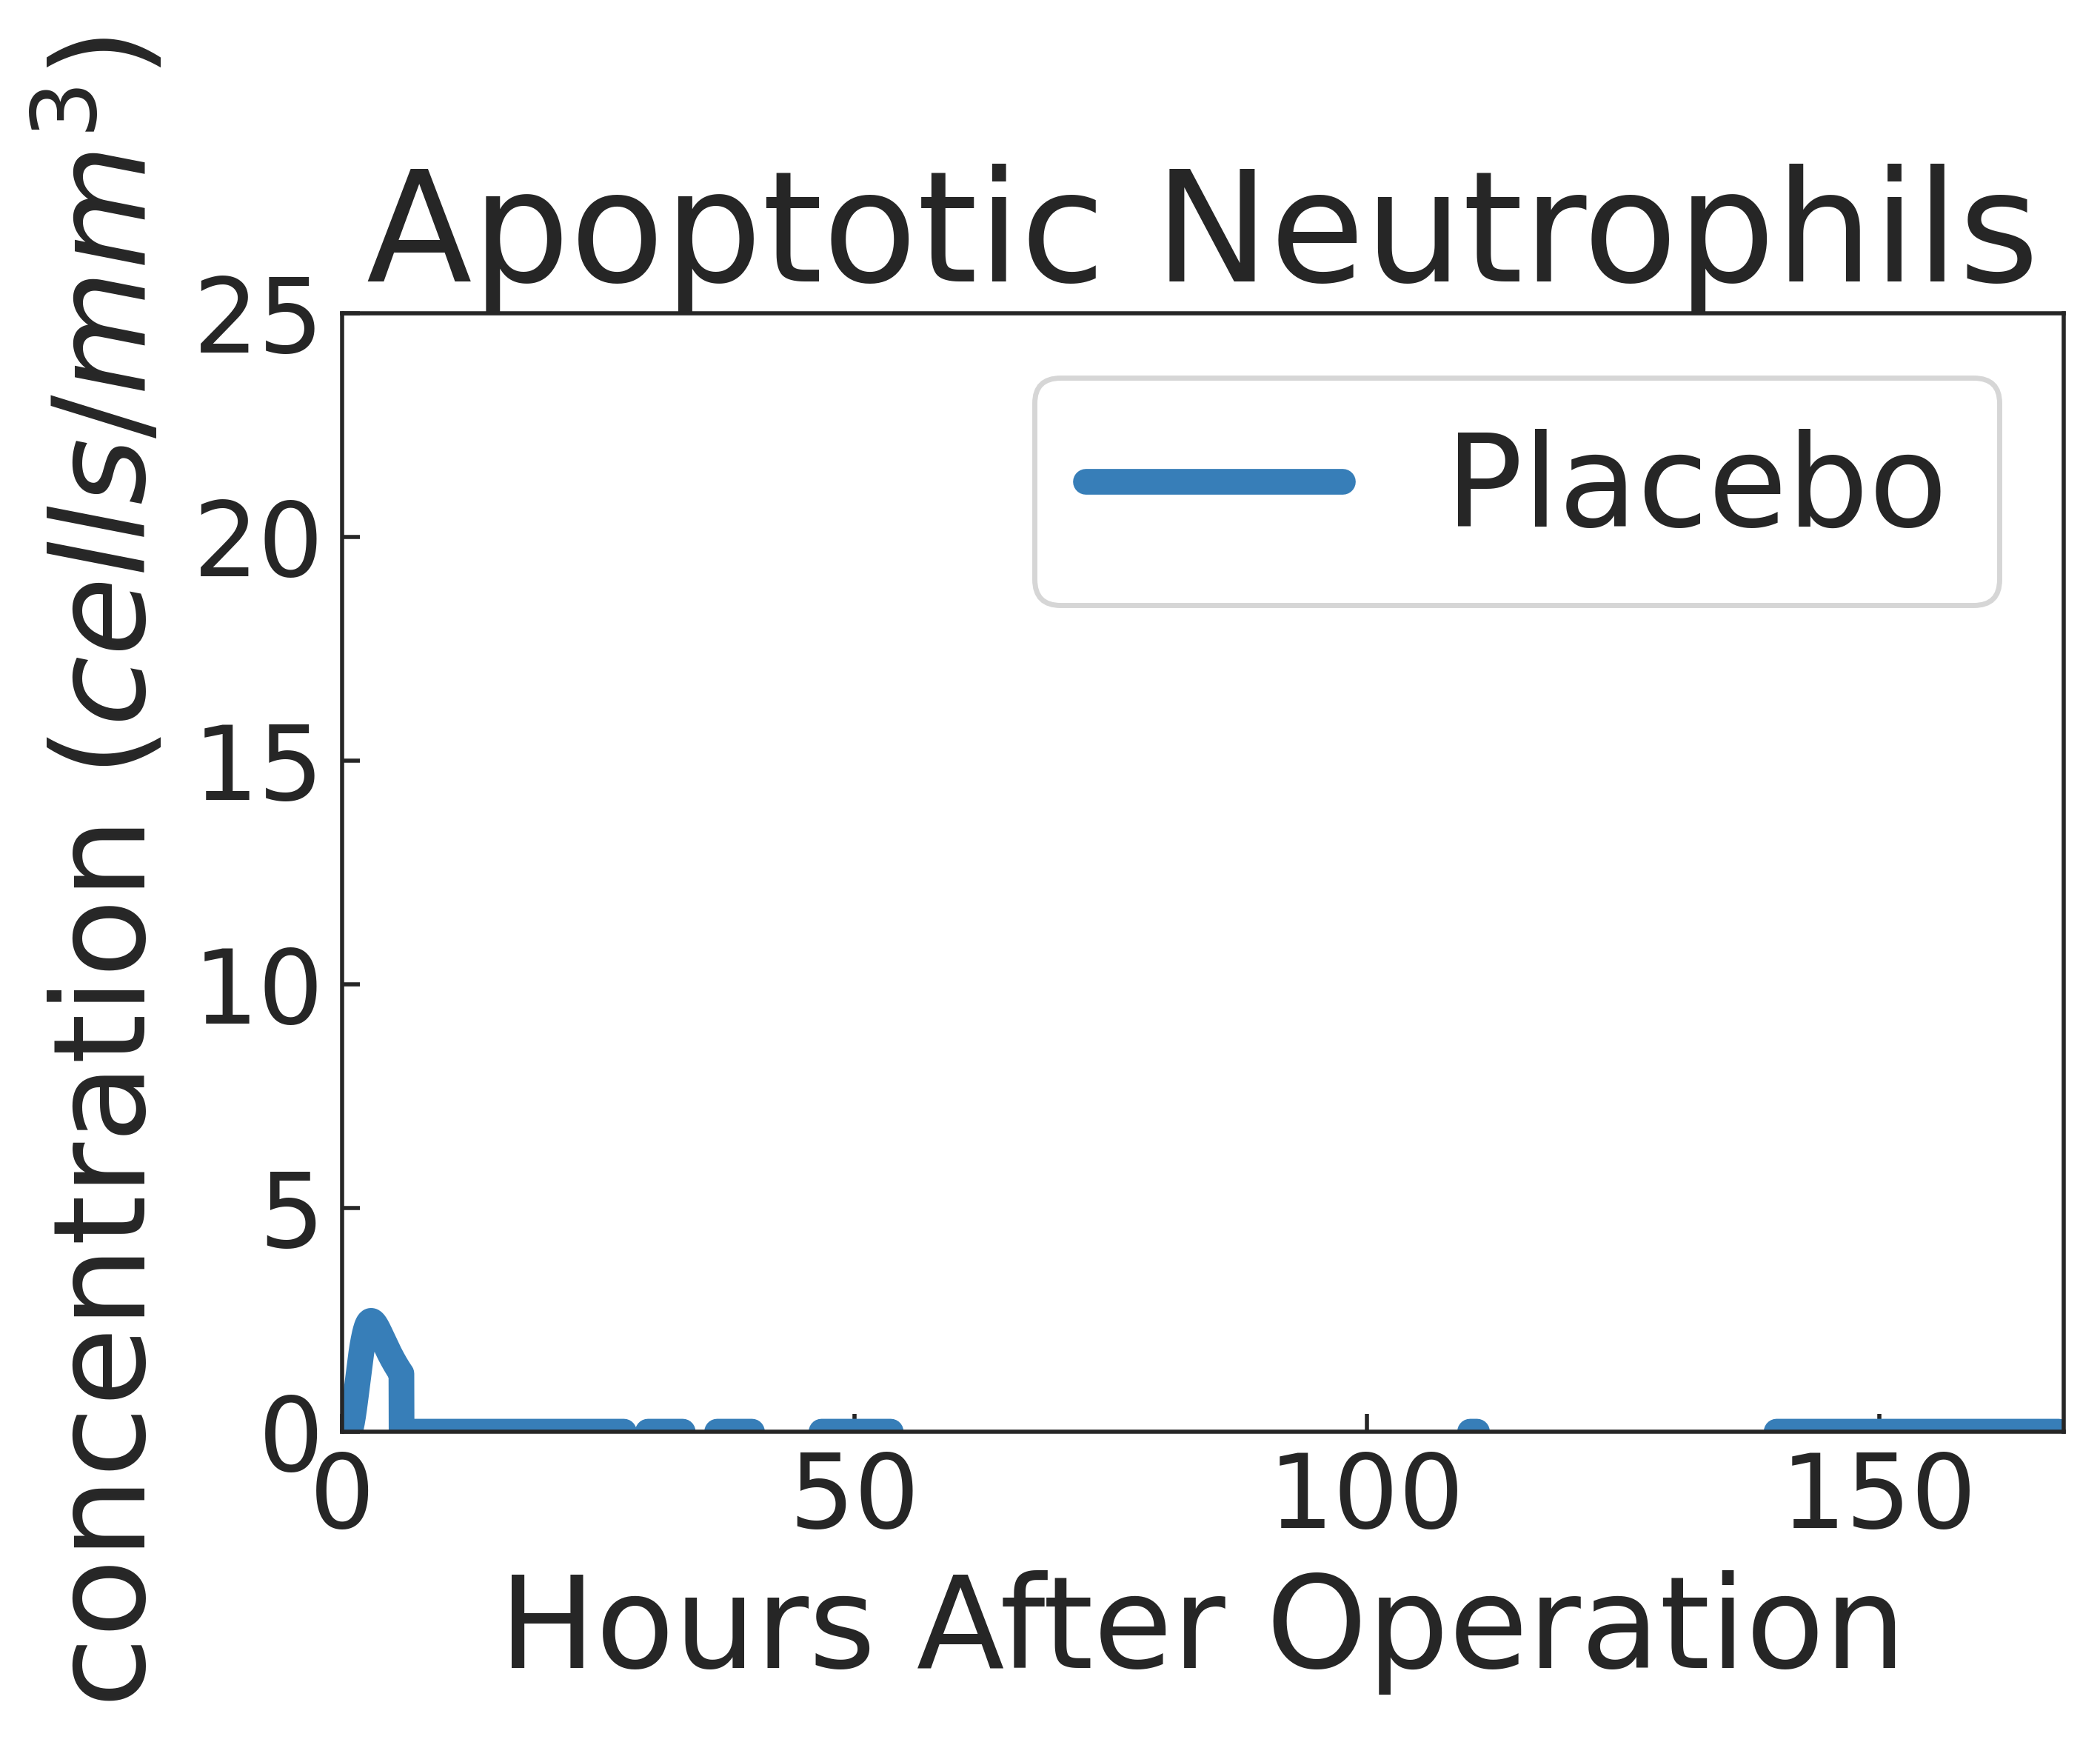 Apoptotic Neutrophils
concentration (cells/mm³)
25
20
15
10
5
0
Placebo
0 50 100 150
Hours After Operation